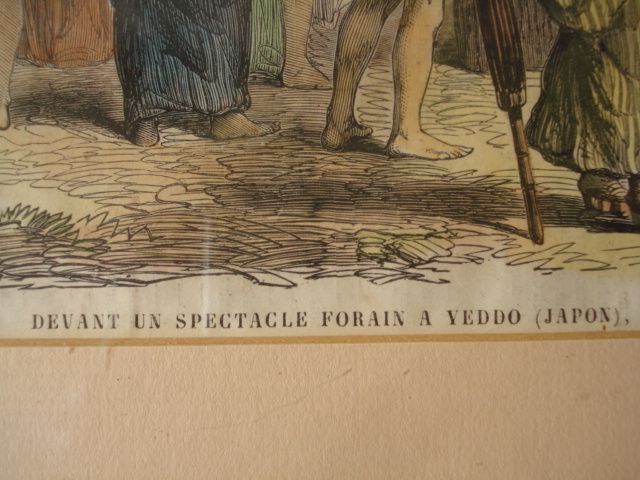 DEVANT UN SPECTACLE FORAIN A YEDDO (JAPON),